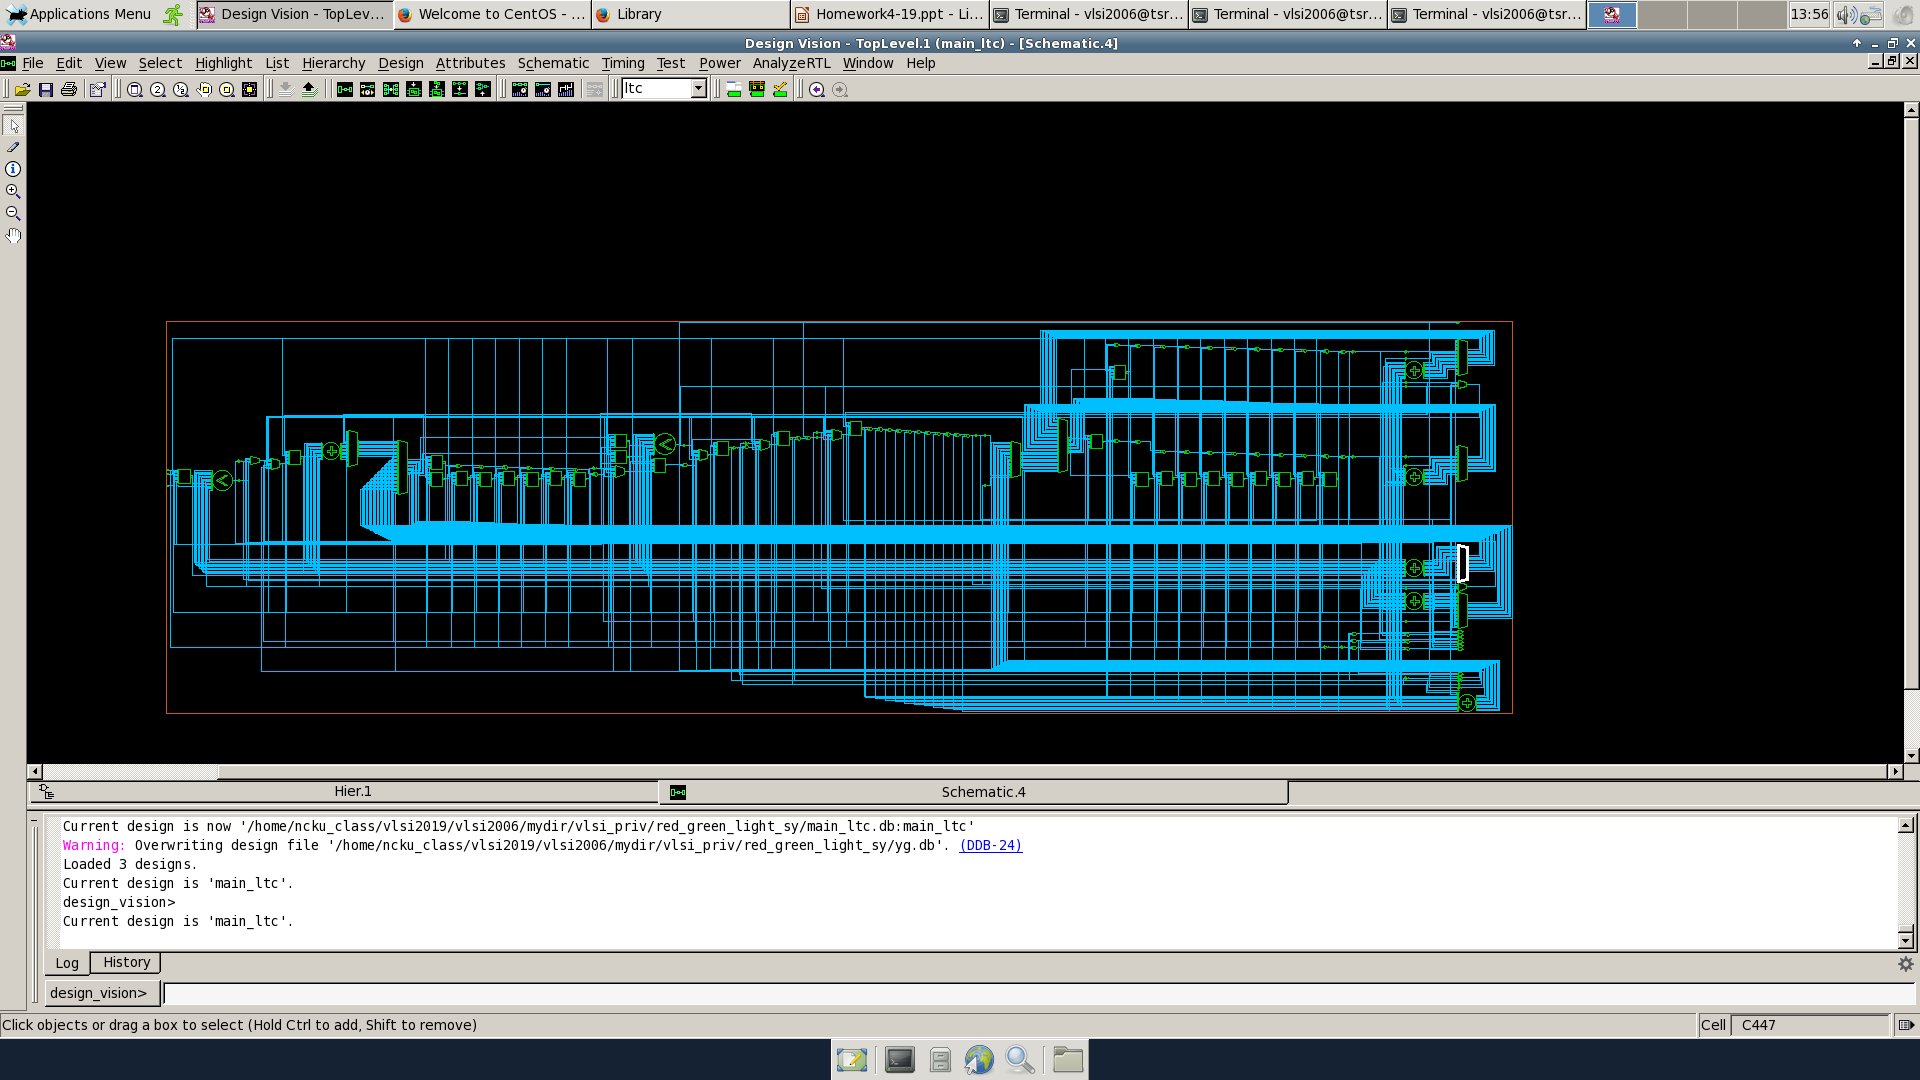 Applications Menu
Design Vision - TopLev...
Welcome to CentOS - ...
Library
Homework4-19.ppt - Li...
Terminal - vlsi2006@tsr...
Terminal - vlsi2006@tsr...
Terminal - vlsi2006@tsr...
13:56
Design Vision - TopLevel.1 (main_ltc) - [Schematic.4]
File Edit View Select Highlight List Hierarchy Design Attributes Schematic Timing Test Power AnalyzeRTL Window Help
ltc
Hier.1
Schematic.4
Current design is now '/home/ncku_class/vlsi2019/vlsi2006/mydir/vlsi_priv/red_green_light_sy/main_ltc.db:main_ltc'
Warning: Overwriting design file '/home/ncku_class/vlsi2019/vlsi2006/mydir/vlsi_priv/red_green_light_sy/yg.db'. (DDB-24)
Loaded 3 designs.
Current design is 'main_ltc'.
design_vision>
Current design is 'main_ltc'.
Log History
design_vision>
Click objects or drag a box to select (Hold Ctrl to add, Shift to remove)
Cell C447